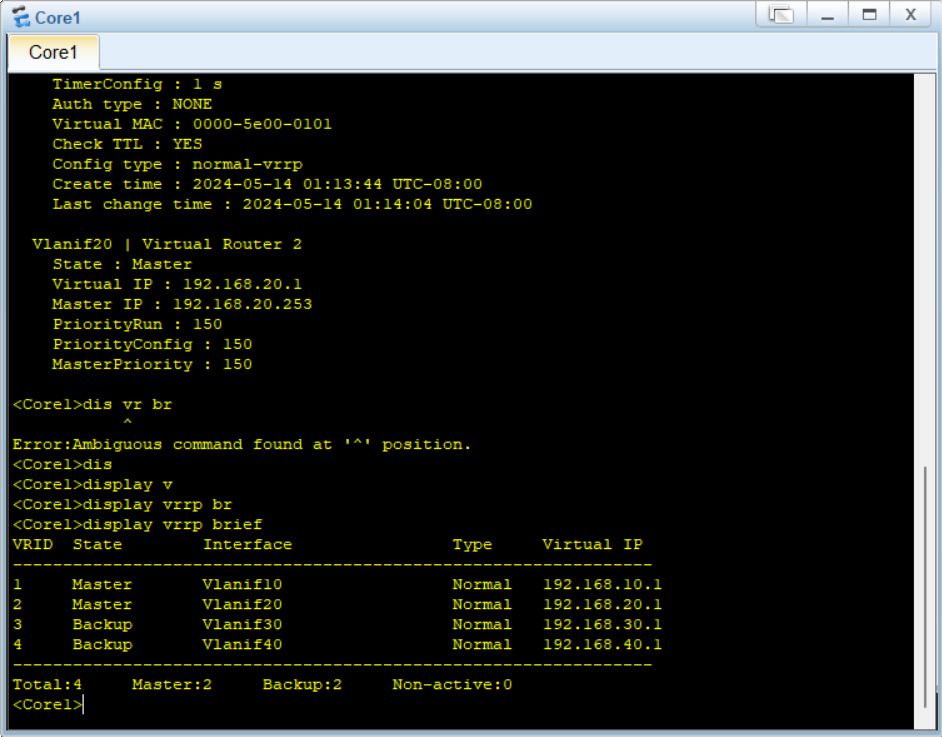 Core1
X
Core1
TimerConfig : 1 s
Auth type : NONE
Virtual MAC : 0000-5e00-0101
Check TTL : YES
Config type : normal-vrrp
Create time : 2024-05-14 01:13:44 UTC-08:00
Last change time : 2024-05-14 01:14:04 UTC-08:00
Vlanif20 | Virtual Router 2
State : Master
Virtual IP : 192.168.20.1
Master IP : 192.168.20.253
PriorityRun : 150
PriorityConfig : 150
MasterPriority : 150
<Core1>dis vr br
^
Error:Ambiguous command found at '^' position.
<Core1>dis
<Core1>display v
<Core1>display vrrp br
<Core1>display vrrp brief
VRID  State        Interface                Type     Virtual IP
----------------------------------------------------------------
1     Master       Vlanif10                 Normal   192.168.10.1
2     Master       Vlanif20                 Normal   192.168.20.1
3     Backup       Vlanif30                 Normal   192.168.30.1
4     Backup       Vlanif40                 Normal   192.168.40.1
----------------------------------------------------------------
Total:4     Master:2     Backup:2     Non-active:0
<Core1>